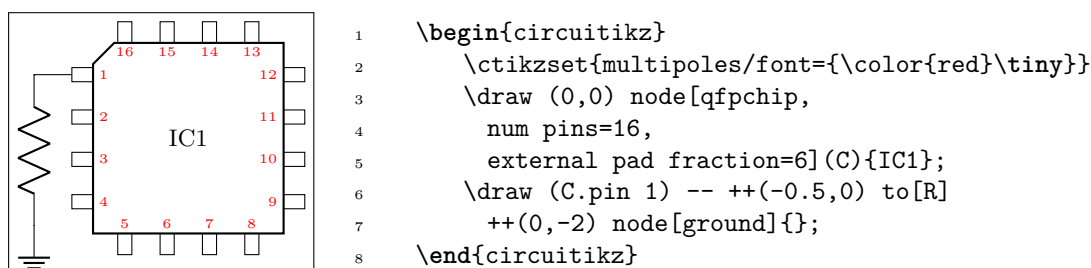 16 15 14 13
1 12
2 11
IC1
3 10
4 9
5 6 7 8
1 \begin{circuitikz}
2 \ctikzset{multipoles/font={\color{red}\tiny}}
3 \draw (0,0) node[qfpchip,
4 num pins=16,
5 external pad fraction=6](C){IC1};
6 \draw (C.pin 1) -- ++(-0.5,0) to[R]
7 ++(0,-2) node[ground]{};
8 \end{circuitikz}